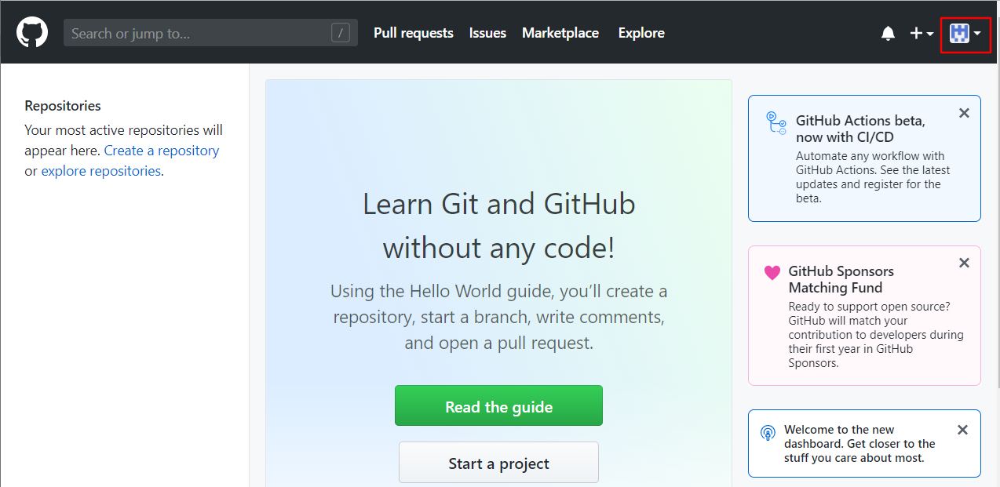 Search or jump to...
/
Pull requests
Issues
Marketplace
Explore
Repositories
Your most active repositories will
appear here. Create a repository
or explore repositories.
Learn Git and GitHub
without any code!
Using the Hello World guide, you’ll create a
repository, start a branch, write comments,
and open a pull request.
Read the guide
Start a project
GitHub Actions beta,
now with CI/CD
Automate any workflow with
GitHub Actions. See the latest
updates and register for the
beta.
GitHub Sponsors
Matching Fund
Ready to support open source?
GitHub will match your
contribution to developers during
their first year in GitHub
Sponsors.
Welcome to the new
dashboard. Get closer to the
stuff you care about most.